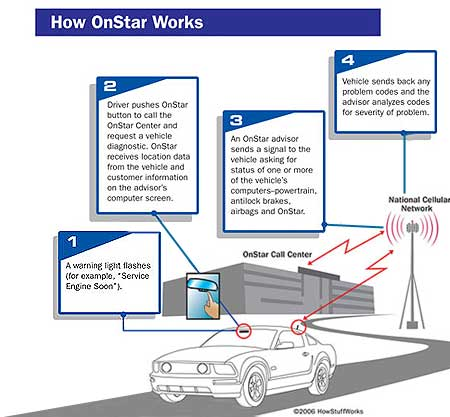 How OnStar Works
1
A warning light flashes
(for example, "Service
Engine Soon").
2
Driver pushes OnStar
button to call the
OnStar Center and
request a vehicle
diagnostic. OnStar
receives location data
from the vehicle and
customer information
on the advisor's
computer screen.
3
An OnStar advisor
sends a signal to the
vehicle asking for
status of one or more
of the vehicle's
computers–powertrain,
antilock brakes,
airbags and OnStar.
4
Vehicle sends back any
problem codes and the
advisor analyzes codes
for severity of problem.
National Cellular
Network
OnStar Call Center
©2006 HowStuffWorks